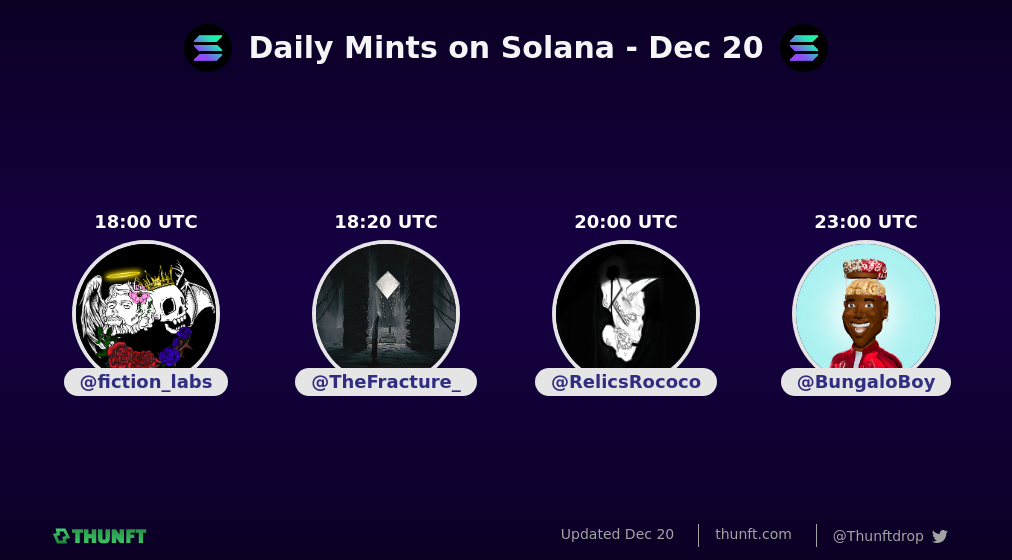 Daily Mints on Solana - Dec 20
18:00 UTC
@fiction_labs
18:20 UTC
@TheFracture_
20:00 UTC
@RelicsRococo
23:00 UTC
@BungaloBoy
THUNFT
Updated Dec 20
thunft.com
@Thunftdrop